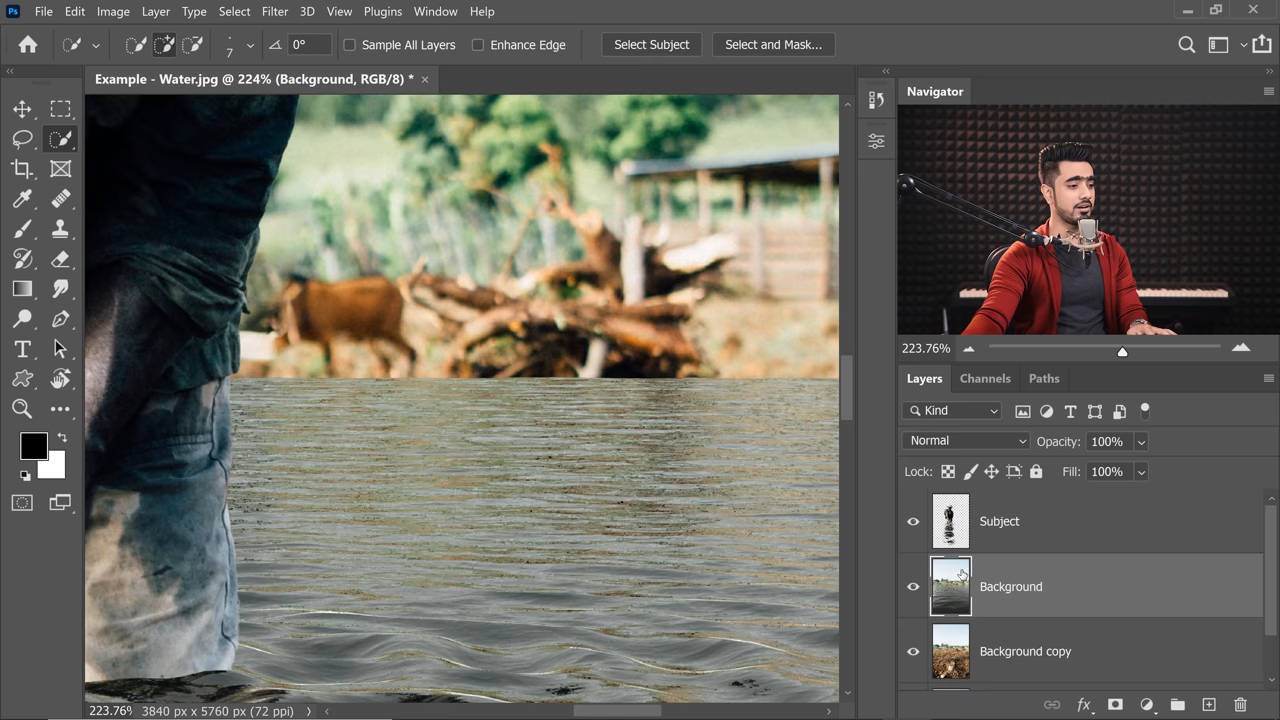 Ps File Edit Image Layer Type Select Filter 3D View Plugins Window Help
7 0° Sample All Layers Enhance Edge Select Subject Select and Mask...
Example - Water.jpg @ 224% (Background, RGB/8) * ×
Navigator
223.76%
Layers Channels Paths
Kind
Normal Opacity: 100%
Lock: Fill: 100%
Subject
Background
Background copy
223.76% 3840 px x 5760 px (72 ppi)